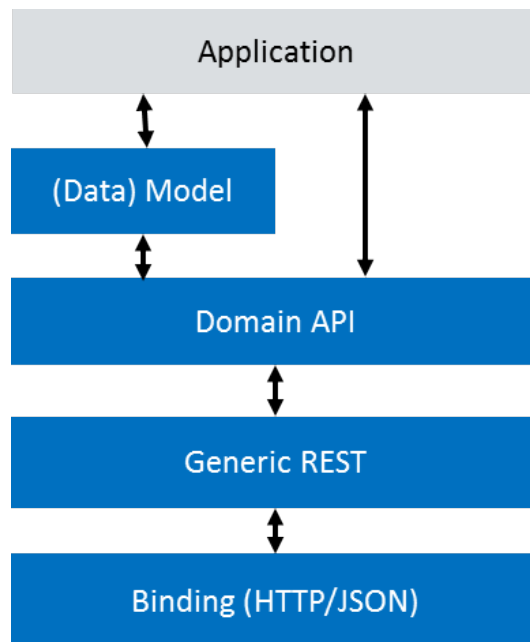 Application
(Data) Model
Domain API
Generic REST
Binding (HTTP/JSON)